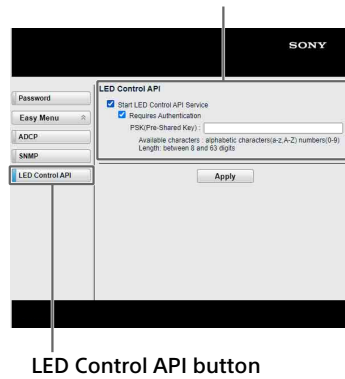 SONY
Password
Easy Menu
ADCP
SNMP
LED Control API
LED Control API
Start LED Control API Service
Requires Authentication
PSK(Pre-Shared Key) :
Available characters : alphabetic characters(a-z,A-Z) numbers(0-9)
Length: between 8 and 63 digits
Apply
LED Control API button